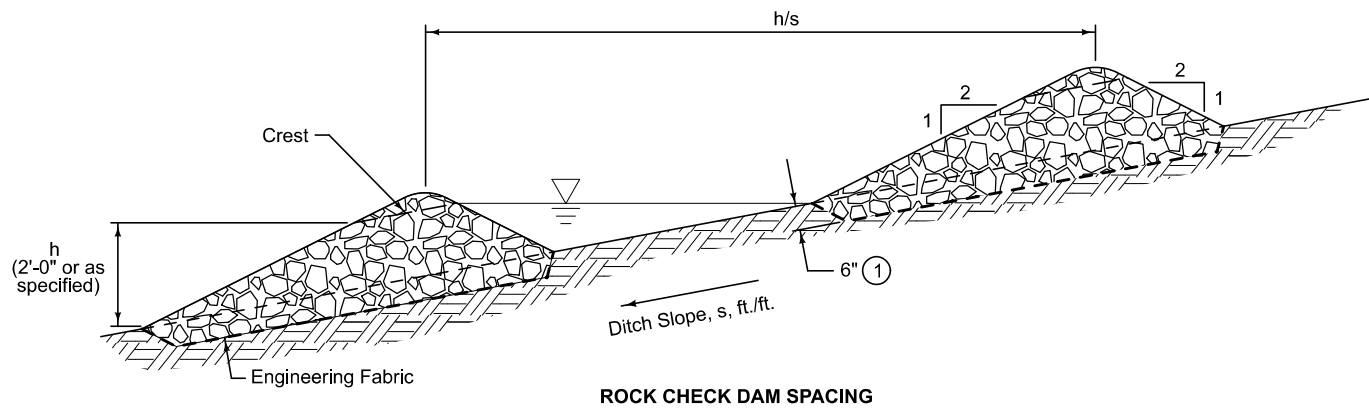 h/s
2
1
2
1
Crest
h
(2'-0" or as
specified)
6" 1
Ditch Slope, s, ft./ft.
Engineering Fabric
ROCK CHECK DAM SPACING